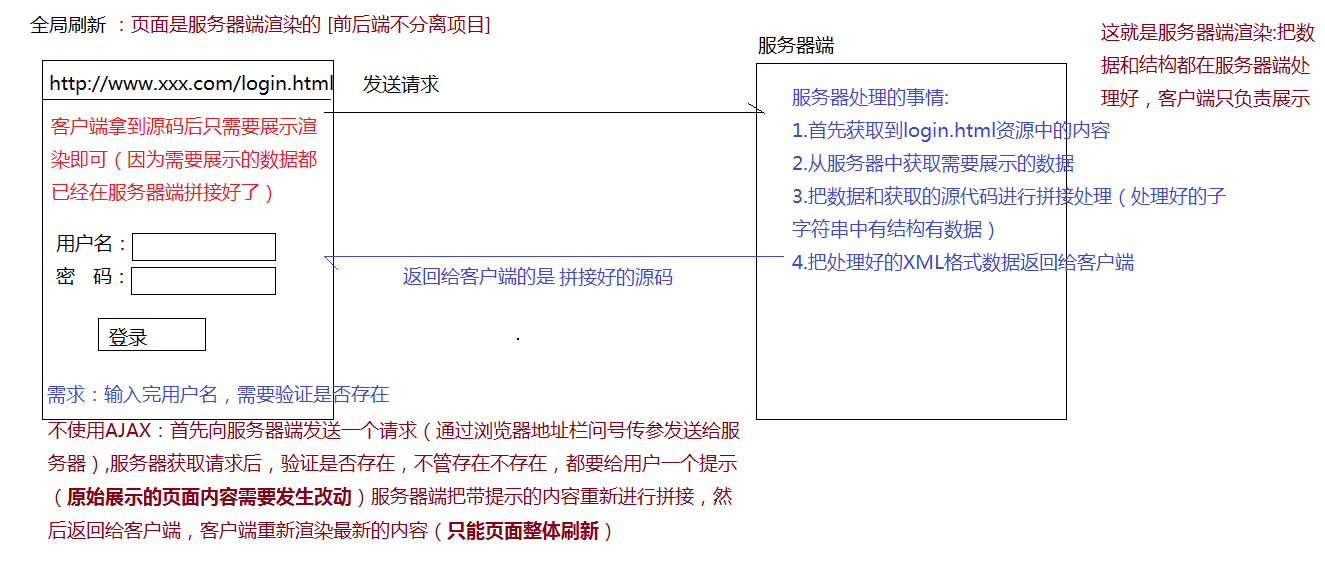 全局刷新 ：页面是服务器端渲染的 [前后端不分离项目]
http://www.xxx.com/login.html
客户端拿到源码后只需要展示渲
染即可（因为需要展示的数据都
已经在服务器端拼接好了）
用户名：
密 码：
登录
需求：输入完用户名，需要验证是否存在
发送请求
返回给客户端的是 拼接好的源码
服务器端
服务器处理的事情:
1.首先获取到login.html资源中的内容
2.从服务器中获取需要展示的数据
3.把数据和获取的源代码进行拼接处理（处理好的子
字符串中有结构有数据）
4.把处理好的XML格式数据返回给客户端
这就是服务器端渲染:把数
据和结构都在服务器端处
理好，客户端只负责展示
不使用AJAX：首先向服务器端发送一个请求（通过浏览器地址栏问号传参发送给服
务器）,服务器获取请求后，验证是否存在，不管存在不存在，都要给用户一个提示
（原始展示的页面内容需要发生改动）服务器端把带提示的内容重新进行拼接，然
后返回给客户端，客户端重新渲染最新的内容（只能页面整体刷新）